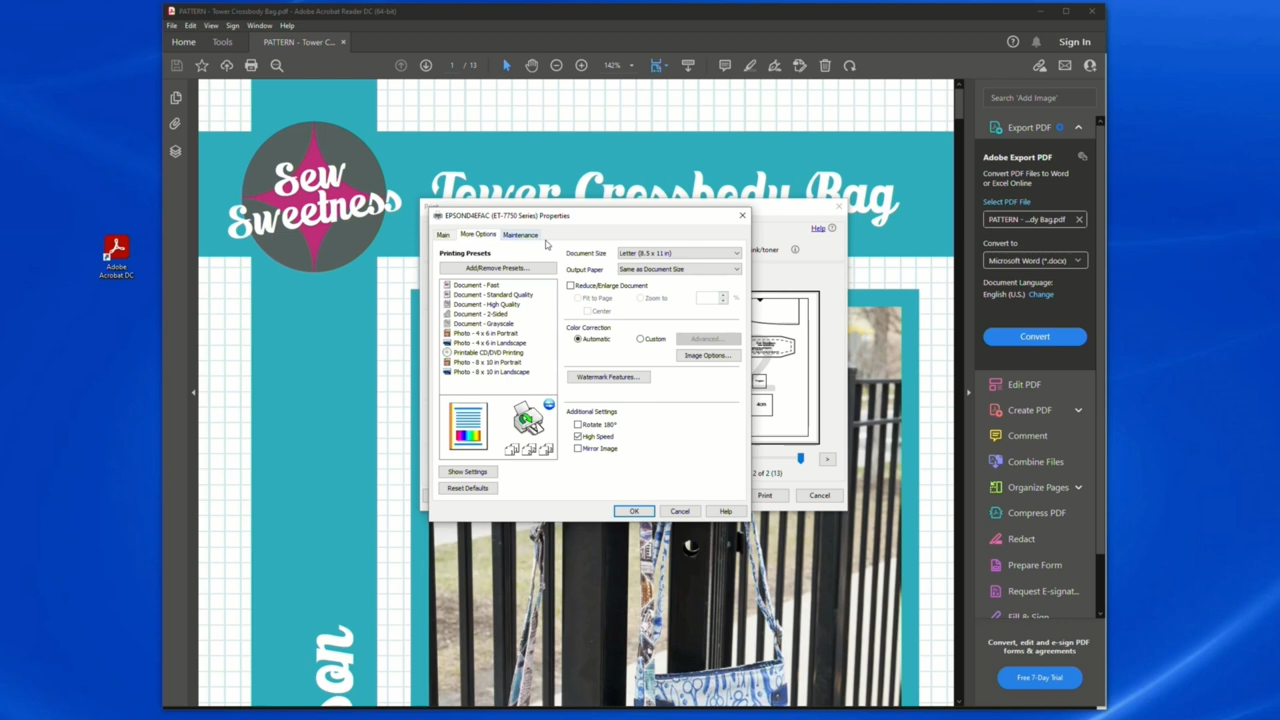 PATTERN - Tower Crossbody Bag.pdf - Adobe Acrobat Reader DC (64-bit)
File Edit View Sign Window Help
Home Tools PATTERN - Tower C... × Sign In
1 / 13 142%
Search 'Add Image'
Export PDF
Adobe Export PDF
Convert PDF Files to Word
or Excel Online
Select PDF File
PATTERN - ...dy Bag.pdf ×
Convert to
Microsoft Word (*.docx)
Document Language:
English (U.S.) Change
Convert
Edit PDF
Create PDF
Comment
Combine Files
Organize Pages
Compress PDF
Redact
Prepare Form
Request E-signat...
Fill & Sign
Convert, edit and e-sign PDF
forms & agreements
Free 7-Day Trial
Adobe
Acrobat DC
Sew
Sweetness
Tower Crossbody Bag
Help
nk/toner
2 of 2 (13)
>
Print Cancel
EPSOND4EFAC (ET-7750 Series) Properties
Main More Options Maintenance
Printing Presets
Add/Remove Presets...
Document - Fast
Document - Standard Quality
Document - High Quality
Document - 2-Sided
Document - Grayscale
Photo - 4 x 6 in Portrait
Photo - 4 x 6 in Landscape
Printable CD/DVD Printing
Photo - 8 x 10 in Portrait
Photo - 8 x 10 in Landscape
Show Settings
Reset Defaults
Document Size Letter (8.5 x 11 in)
Output Paper Same as Document Size
Reduce/Enlarge Document
Fit to Page Zoom to %
Center
Color Correction
Automatic Custom Advanced...
Image Options...
Watermark Features...
Additional Settings
Rotate 180°
High Speed
Mirror Image
OK Cancel Help
on